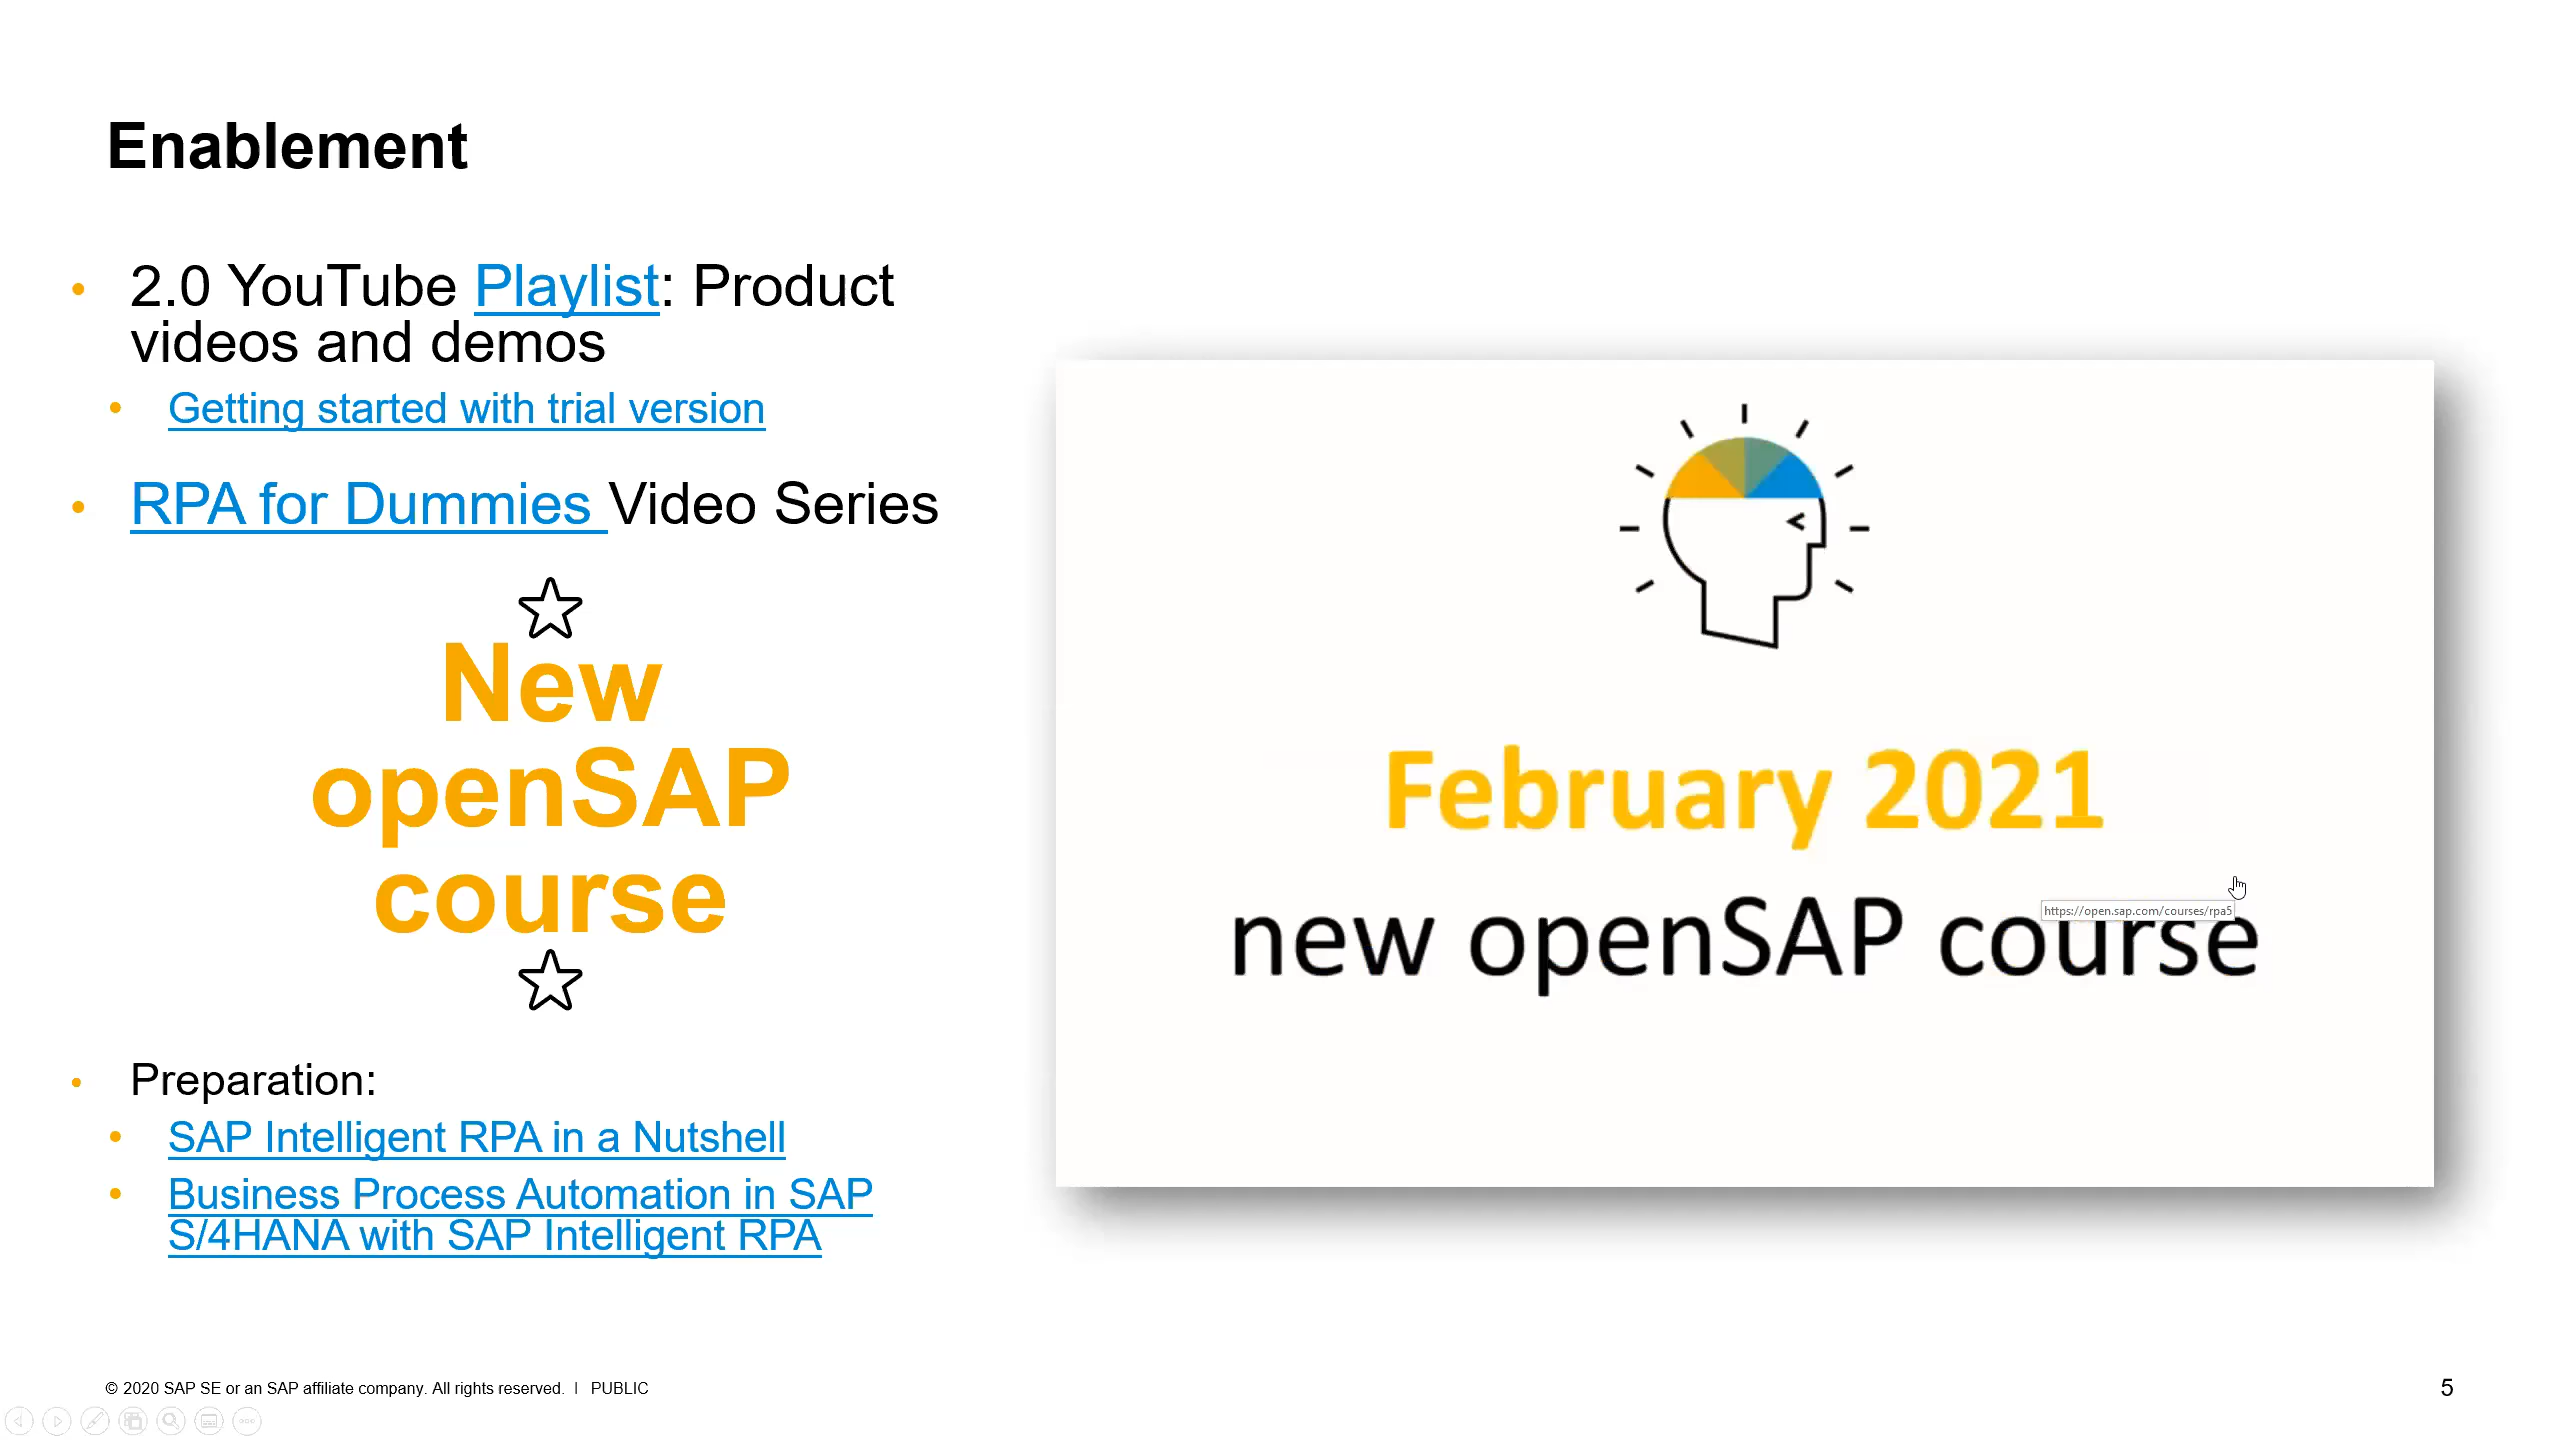 Enablement
2.0 YouTube Playlist: Product
videos and demos
Getting started with trial version
RPA for Dummies Video Series
New
openSAP
course
Preparation:
SAP Intelligent RPA in a Nutshell
Business Process Automation in SAP
S/4HANA with SAP Intelligent RPA
February 2021
https://open.sap.com/courses/rpa5
new openSAP course
© 2020 SAP SE or an SAP affiliate company. All rights reserved. | PUBLIC
5